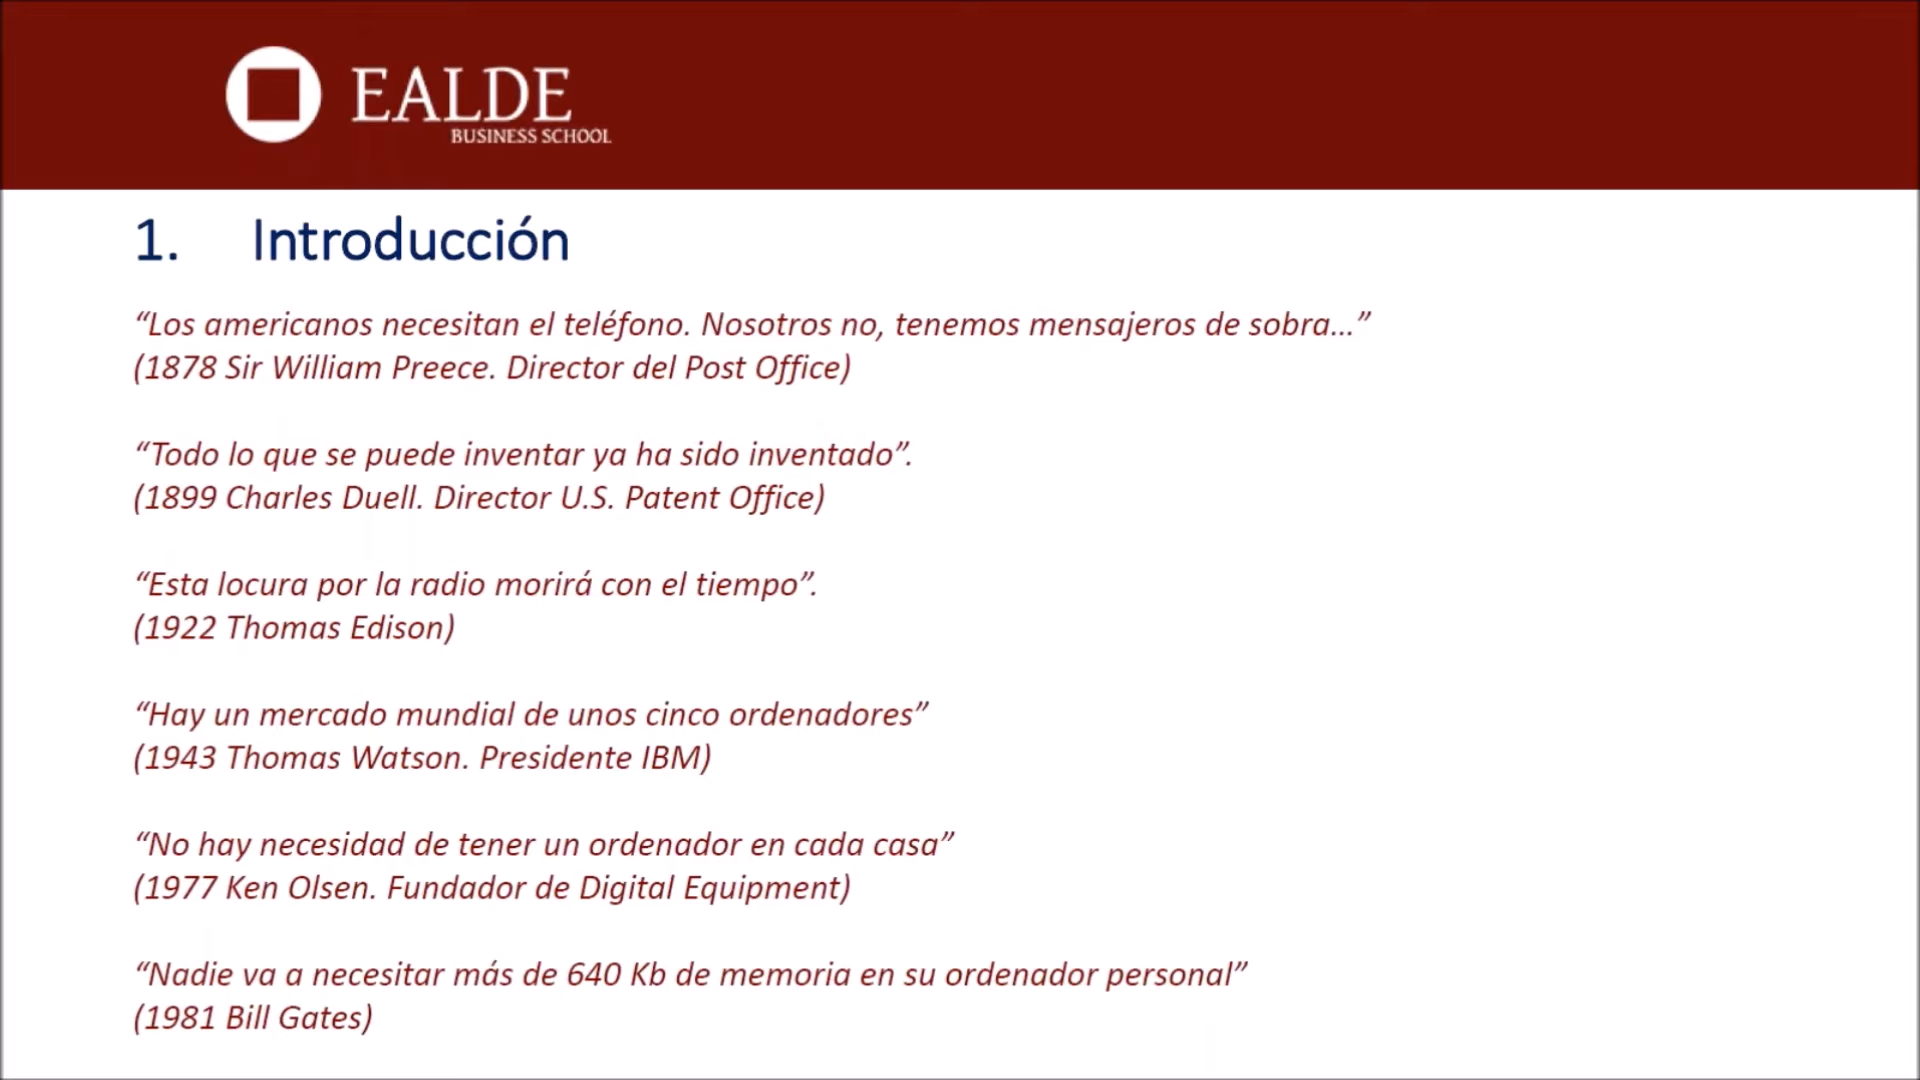 EALDE
BUSINESS SCHOOL
1. Introducción
“Los americanos necesitan el teléfono. Nosotros no, tenemos mensajeros de sobra...”
(1878 Sir William Preece. Director del Post Office)
“Todo lo que se puede inventar ya ha sido inventado”.
(1899 Charles Duell. Director U.S. Patent Office)
“Esta locura por la radio morirá con el tiempo”.
(1922 Thomas Edison)
“Hay un mercado mundial de unos cinco ordenadores”
(1943 Thomas Watson. Presidente IBM)
“No hay necesidad de tener un ordenador en cada casa”
(1977 Ken Olsen. Fundador de Digital Equipment)
“Nadie va a necesitar más de 640 Kb de memoria en su ordenador personal”
(1981 Bill Gates)